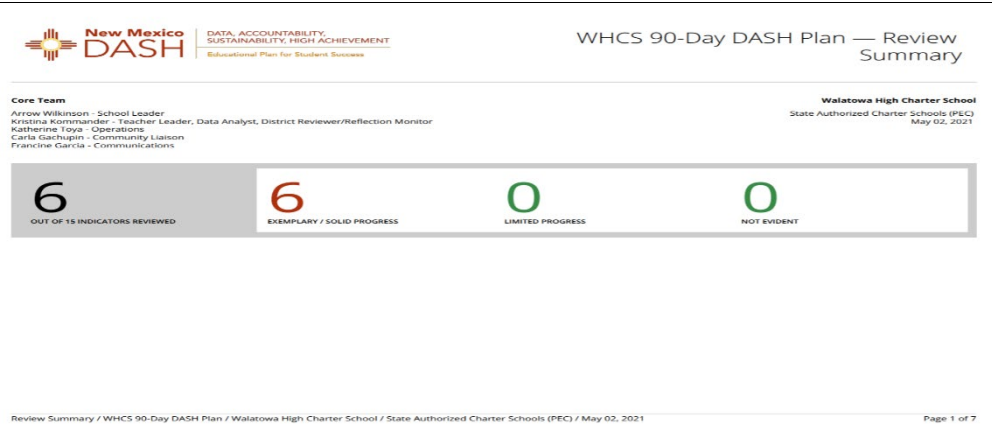 New Mexico
DASH
DATA, ACCOUNTABILITY,
SUSTAINABILITY, HIGH ACHIEVEMENT
Educational Plan for Student Success
WHCS 90-Day DASH Plan — Review
Summary
Core Team
Arrow Wilkinson - School Leader
Kristina Kommander - Teacher Leader, Data Analyst, District Reviewer/Reflection Monitor
Katherine Toya - Operations
Carla Gachupin - Community Liaison
Francine Garcia - Communications
Walatowa High Charter School
State Authorized Charter Schools (PEC)
May 02, 2021
6
OUT OF 15 INDICATORS REVIEWED
6
EXEMPLARY / SOLID PROGRESS
0
LIMITED PROGRESS
0
NOT EVIDENT
Review Summary / WHCS 90-Day DASH Plan / Walatowa High Charter School / State Authorized Charter Schools (PEC) / May 02, 2021
Page 1 of 7